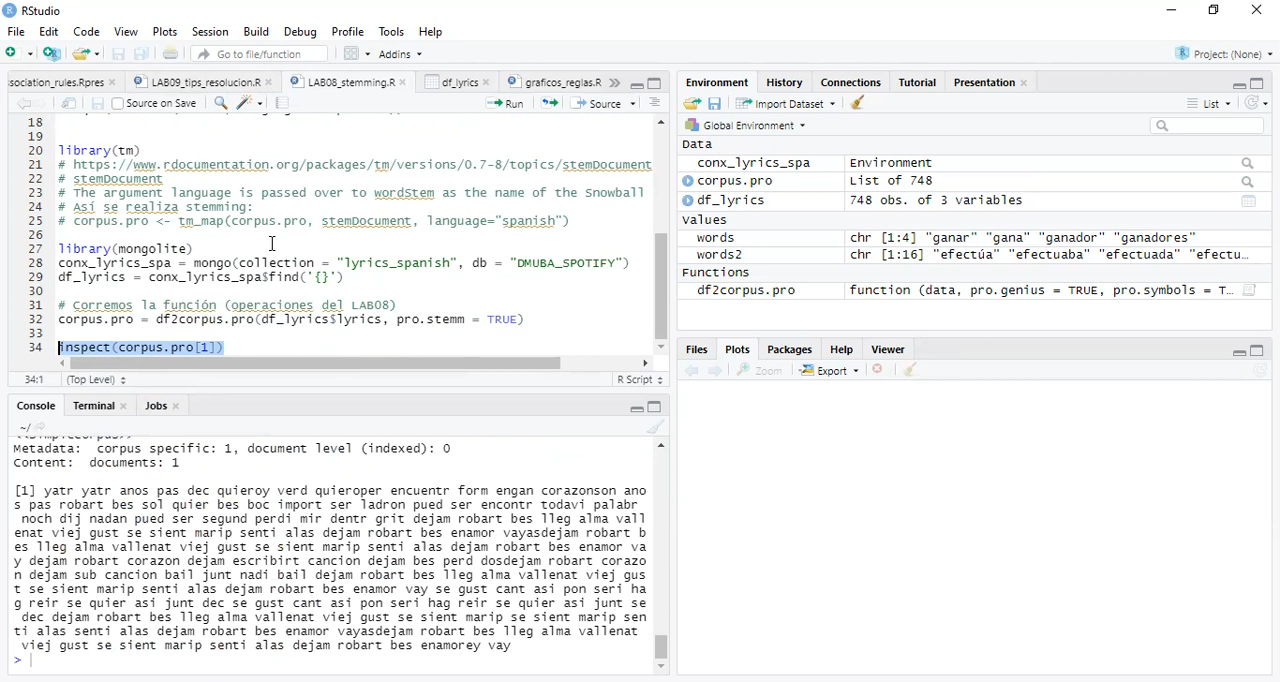 RStudio
File Edit Code View Plots Session Build Debug Profile Tools Help
Go to file/function Addins Project: (None)
sociation_rules.Rpres LAB09_tips_resolucion.R LAB08_stemming.R df_lyrics graficos_reglas.R
Source on Save Run Source
18
19
20 library(tm)
21 # https://www.rdocumentation.org/packages/tm/versions/0.7-8/topics/stemDocument
22 # stemDocument
23 # The argument language is passed over to wordStem as the name of the Snowball
24 # Así se realiza stemming:
25 # corpus.pro <- tm_map(corpus.pro, stemDocument, language="spanish")
26
27 library(mongolite)
28 conx_lyrics_spa = mongo(collection = "lyrics_spanish", db = "DMUBA_SPOTIFY")
29 df_lyrics = conx_lyrics_spa$find('{}')
30
31 # Corremos la función (operaciones del LAB08)
32 corpus.pro = df2corpus.pro(df_lyrics$lyrics, pro.stemm = TRUE)
33
34 inspect(corpus.pro[1])
34:1 (Top Level) R Script
Console Terminal Jobs
~/
Metadata:  corpus specific: 1, document level (indexed): 0
Content:  documents: 1
[1] yatr yatr anos pas dec quieroy verd quieroper encuentr form engan corazonson ano
s pas robart bes sol quier bes boc import ser ladron pued ser encontr todavi palabr
noch dij nadan pued ser segund perdi mir dentr grit dejam robart bes lleg alma vall
enat viej gust se sient marip senti alas dejam robart bes enamor vayasdejam robart b
es lleg alma vallenat viej gust se sient marip senti alas dejam robart bes enamor va
y dejam robart corazon dejam escribirt cancion dejam bes perd dosdejam robart corazo
n dejam sub cancion bail junt nadi bail dejam robart bes lleg alma vallenat viej gus
t se sient marip senti alas dejam robart bes enamor vay se gust cant asi pon seri ha
g reir se quier asi junt dec se gust cant asi pon seri hag reir se quier asi junt se
dec dejam robart bes lleg alma vallenat viej gust se sient marip se sient marip sen
ti alas senti alas dejam robart bes enamor vayasdejam robart bes lleg alma vallenat
viej gust se sient marip senti alas dejam robart bes enamorey vay
>
Environment History Connections Tutorial Presentation
Import Dataset List
Global Environment
Data
conx_lyrics_spa Environment
corpus.pro List of 748
df_lyrics 748 obs. of 3 variables
Values
words chr [1:4] "ganar" "gana" "ganador" "ganadores"
words2 chr [1:16] "efectúa" "efectuaba" "efectuada" "efectu...
Functions
df2corpus.pro function (data, pro.genius = TRUE, pro.symbols = T...
Files Plots Packages Help Viewer
Zoom Export